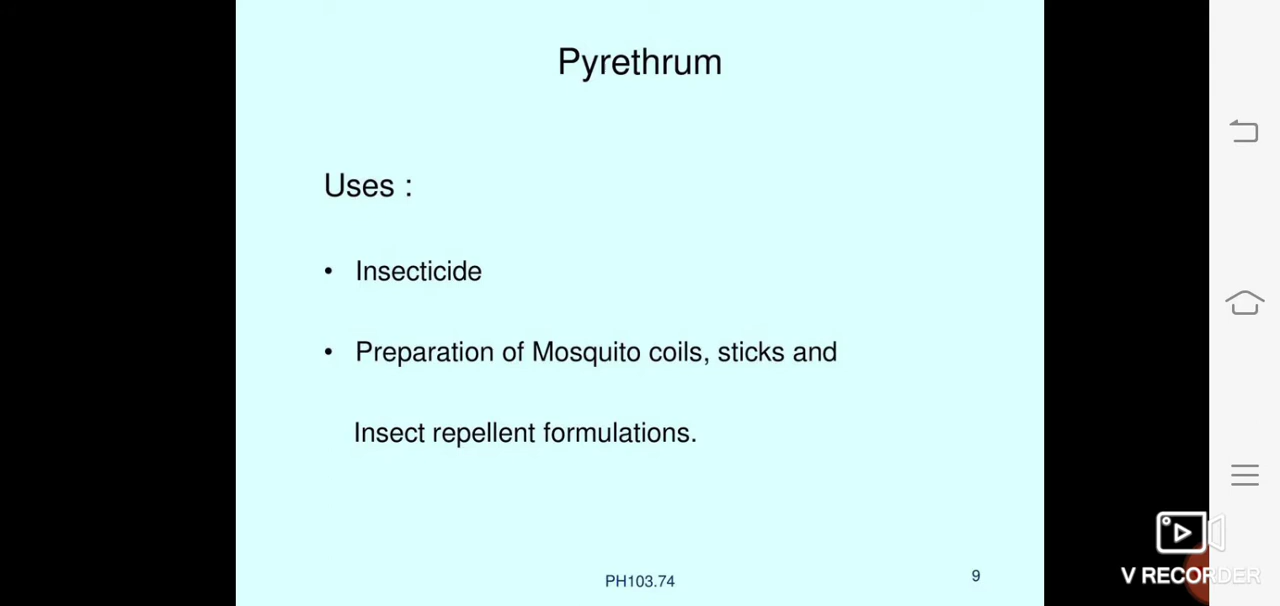 Pyrethrum
Uses :
• Insecticide
• Preparation of Mosquito coils, sticks and
Insect repellent formulations.
PH103.74
9
V RECORDER